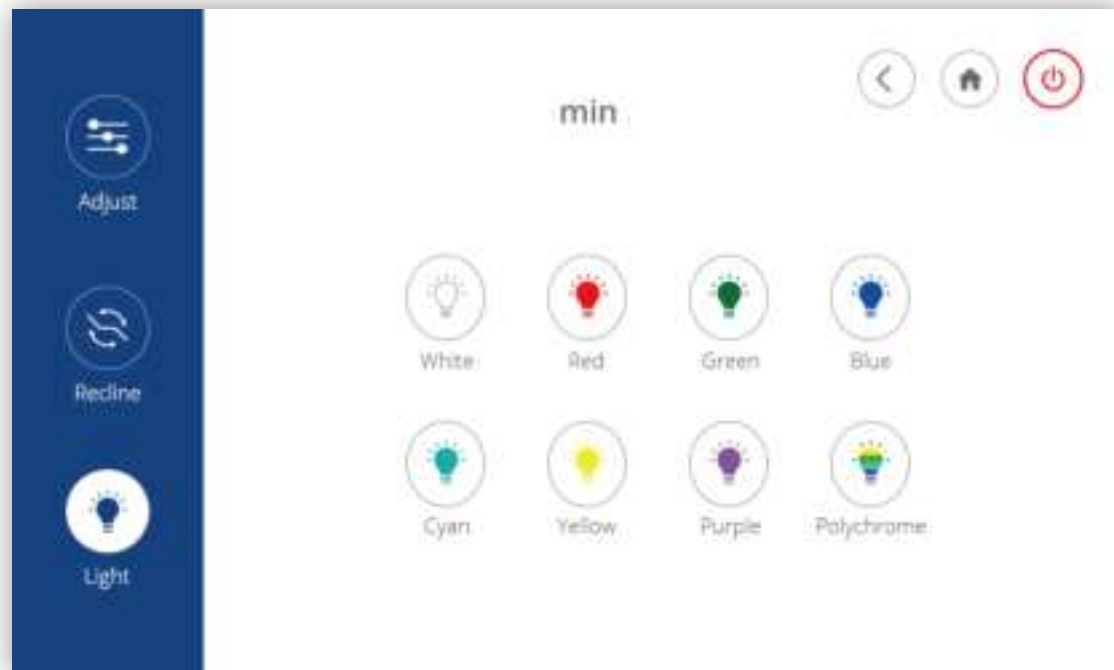 min
Adjust
White Red Green Blue
Recline
Cyan Yellow Purple Polychrome
Light